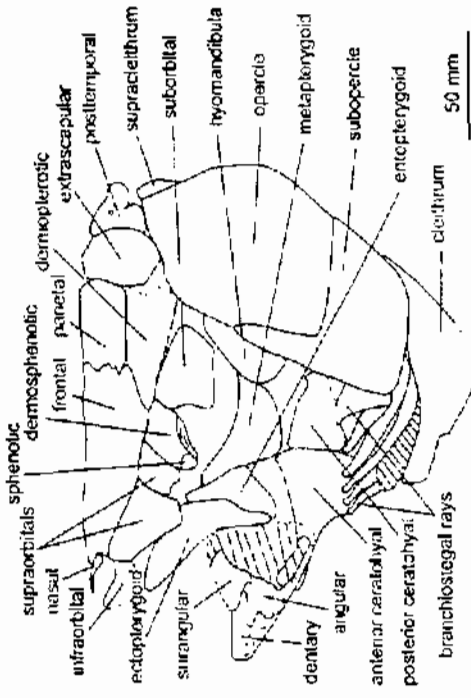 supraorbitals
nasal
infraorbital
ectopterygoid
surangular
dentary
angular
anterior ceratohyal
posterior ceratohyal
branchiostegal rays
sphenotic
dermosphenotic
frontal
parietal
dermopterotic
extrascapular
posttemporal
supracleithrum
suborbital
hyomandibula
opercle
metapterygoid
subopercle
entopterygoid
cleithrum
50 mm